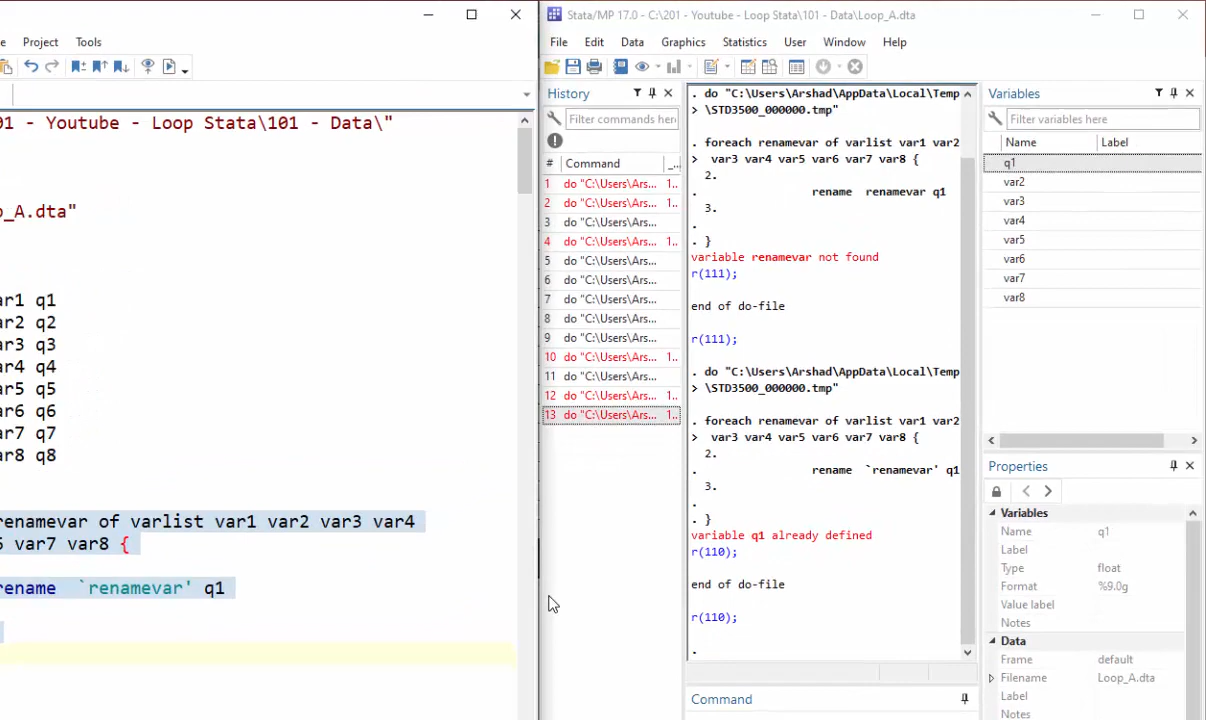 Project Tools
01 - Youtube - Loop Stata\101 - Data\"
p_A.dta"
ar1 q1
ar2 q2
ar3 q3
ar4 q4
ar5 q5
ar6 q6
ar7 q7
ar8 q8
renamevar of varlist var1 var2 var3 var4
var7 var8 {
rename `renamevar' q1
Stata/MP 17.0 - C:\201 - Youtube - Loop Stata\101 - Data\Loop_A.dta
File Edit Data Graphics Statistics User Window Help
History
Filter commands here
# Command _..
1 do "C:\Users\Ars... 1..
2 do "C:\Users\Ars... 1..
3 do "C:\Users\Ars...
4 do "C:\Users\Ars... 1..
5 do "C:\Users\Ars...
6 do "C:\Users\Ars...
7 do "C:\Users\Ars...
8 do "C:\Users\Ars...
9 do "C:\Users\Ars...
10 do "C:\Users\Ars... 1..
11 do "C:\Users\Ars...
12 do "C:\Users\Ars... 1..
13 do "C:\Users\Ars... 1..
. do "C:\Users\Arshad\AppData\Local\Temp
> \STD3500_000000.tmp"
. foreach renamevar of varlist var1 var2
> var3 var4 var5 var6 var7 var8 {
2.
. rename renamevar q1
3.
.
. }
variable renamevar not found
r(111);
end of do-file
r(111);
. do "C:\Users\Arshad\AppData\Local\Temp
> \STD3500_000000.tmp"
. foreach renamevar of varlist var1 var2
> var3 var4 var5 var6 var7 var8 {
2.
. rename `renamevar' q1
3.
.
. }
variable q1 already defined
r(110);
end of do-file
r(110);
.
Command
Variables
Filter variables here
Name Label
q1
var2
var3
var4
var5
var6
var7
var8
Properties
Variables
Name q1
Label
Type float
Format %9.0g
Value label
Notes
Data
Frame default
Filename Loop_A.dta
Label
Notes